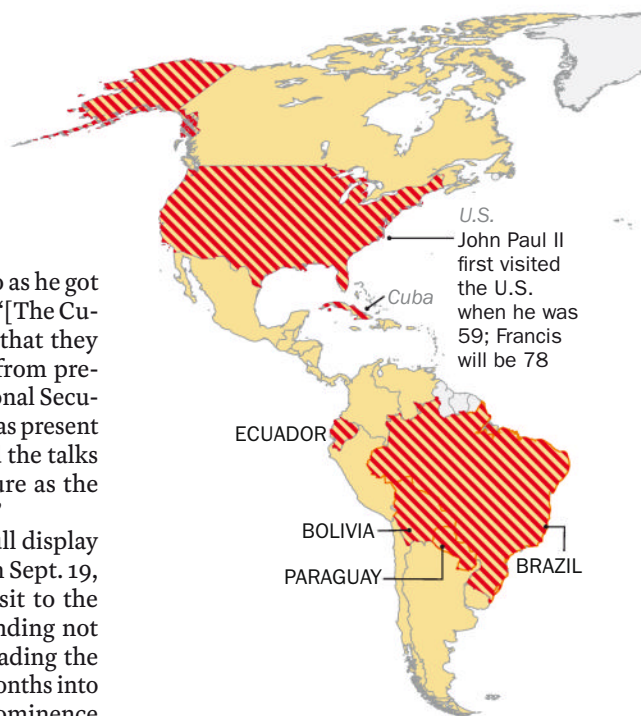 o as he got
“[The Cu-
that they
from pre-
onal Secu-
as present
the talks
ure as the
ll display
n Sept. 19,
sit to the
nding not
ading the
onths into
ominence
U.S.
John Paul II
first visited
the U.S.
when he was
59; Francis
will be 78
Cuba
ECUADOR
BOLIVIA
PARAGUAY
BRAZIL